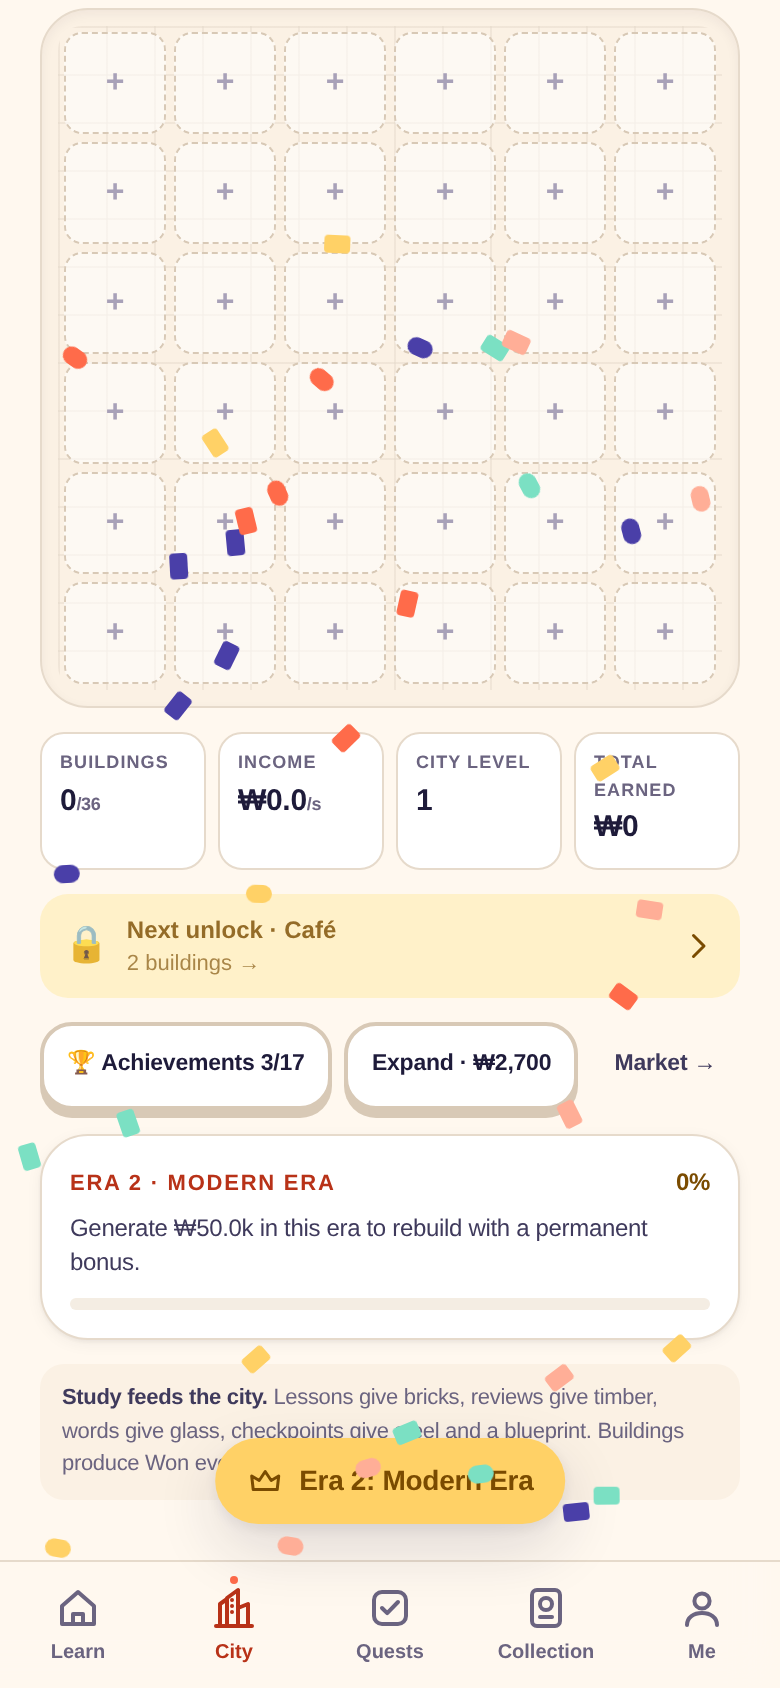 + + + + + +
+ + + + + +
+ + + + + +
+ + + + + +
+ + + + + +
+ + + + + +
BUILDINGS
0/36
INCOME
₩0.0/s
CITY LEVEL
1
TOTAL
EARNED
₩0
Next unlock · Café
2 buildings →
Achievements 3/17
Expand · ₩2,700
Market →
ERA 2 · MODERN ERA
0%
Generate ₩50.0k in this era to rebuild with a permanent
bonus.
Study feeds the city. Lessons give bricks, reviews give timber,
words give glass, checkpoints give steel and a blueprint. Buildings
produce Won
Era 2: Modern Era
Learn
City
Quests
Collection
Me